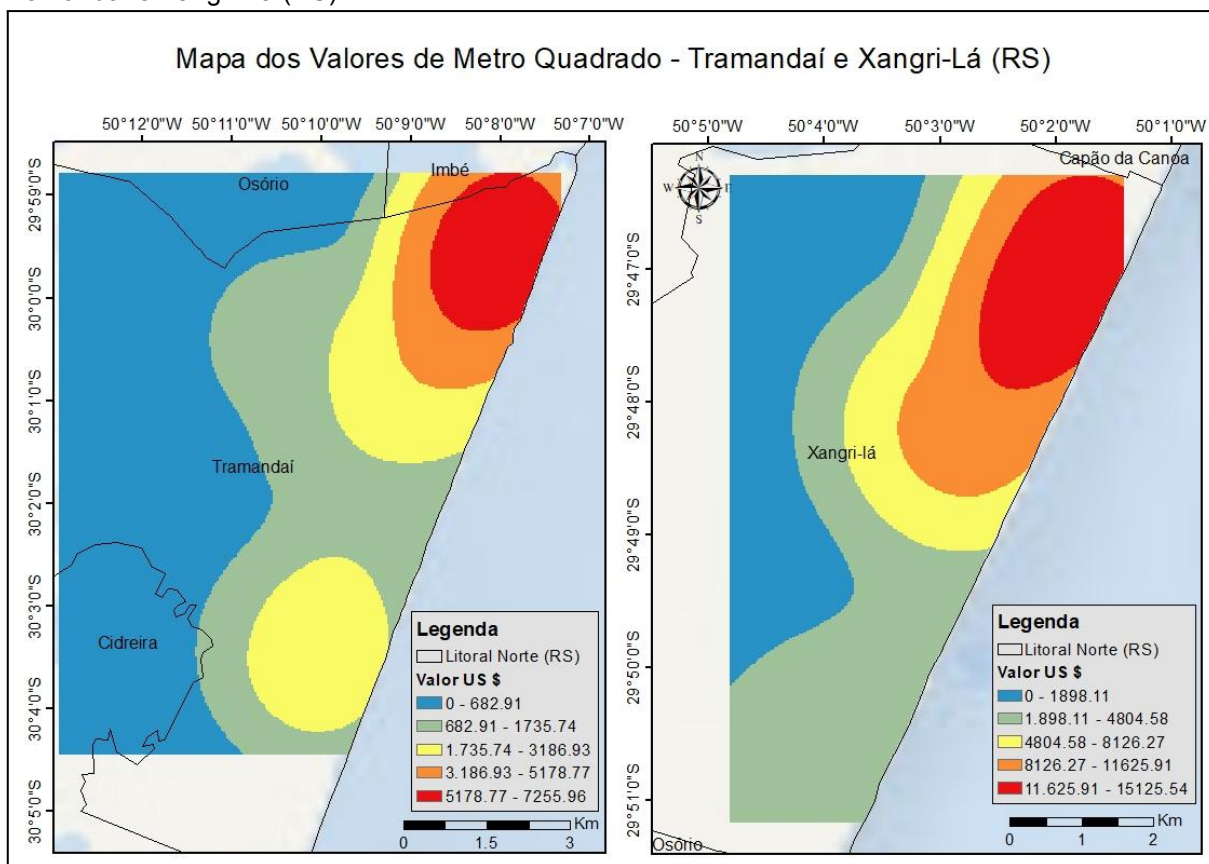 Mapa dos Valores de Metro Quadrado - Tramandaí e Xangri-Lá (RS)
50°12'0"W 50°11'0"W 50°10'0"W 50°9'0"W 50°8'0"W 50°7'0"W
29°59'0"S
30°0'0"S
30°1'0"S
30°2'0"S
30°3'0"S
30°4'0"S
30°5'0"S
Osório
Imbé
Tramandaí
Cidreira
Legenda
Litoral Norte (RS)
Valor US $
0 - 682.91
682.91 - 1735.74
1.735.74 - 3186.93
3.186.93 - 5178.77
5178.77 - 7255.96
Km
0 1.5 3
50°5'0"W 50°4'0"W 50°3'0"W 50°2'0"W 50°1'0"W
29°47'0"S
29°48'0"S
29°49'0"S
29°50'0"S
29°51'0"S
N
W E
S
Capão da Canoa
Xangri-lá
Osório
Legenda
Litoral Norte (RS)
Valor US $
0 - 1898.11
1.898.11 - 4804.58
4804.58 - 8126.27
8126.27 - 11625.91
11.625.91 - 15125.54
Km
0 1 2